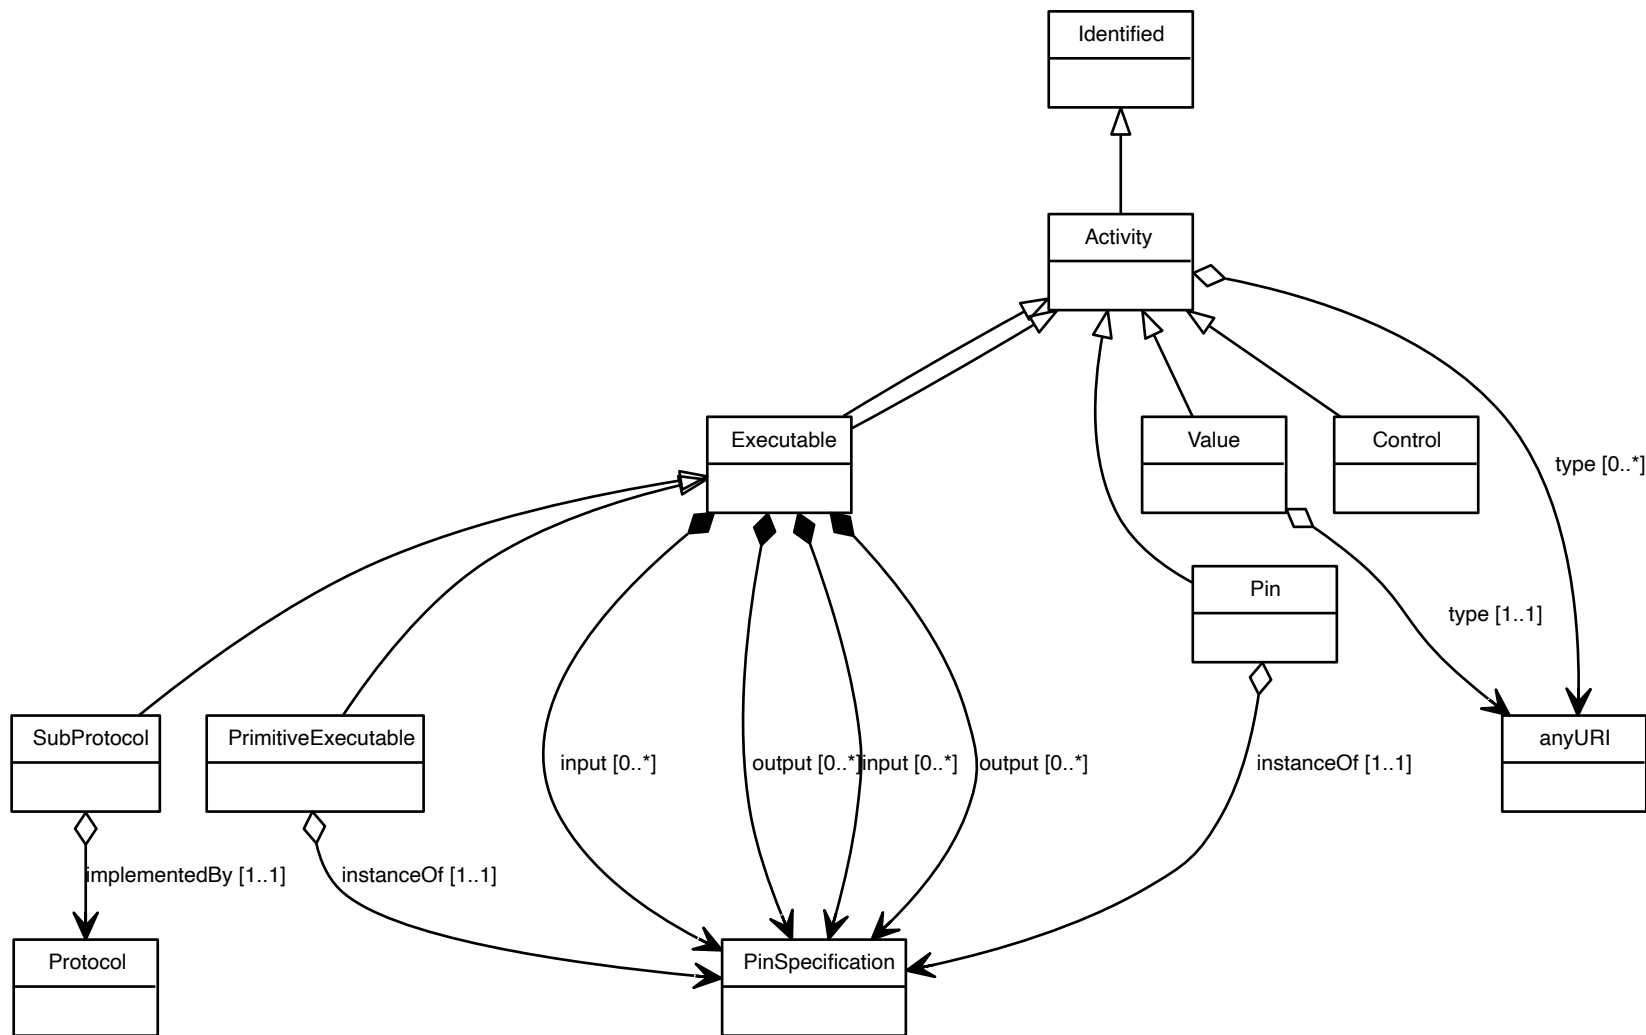 Identified
Activity
Executable
Value
Control
type [0..*]
Pin
type [1..1]
SubProtocol
PrimitiveExecutable
input [0..*]
output [0..*]
input [0..*]
output [0..*]
instanceOf [1..1]
anyURI
implementedBy [1..1]
instanceOf [1..1]
Protocol
PinSpecification